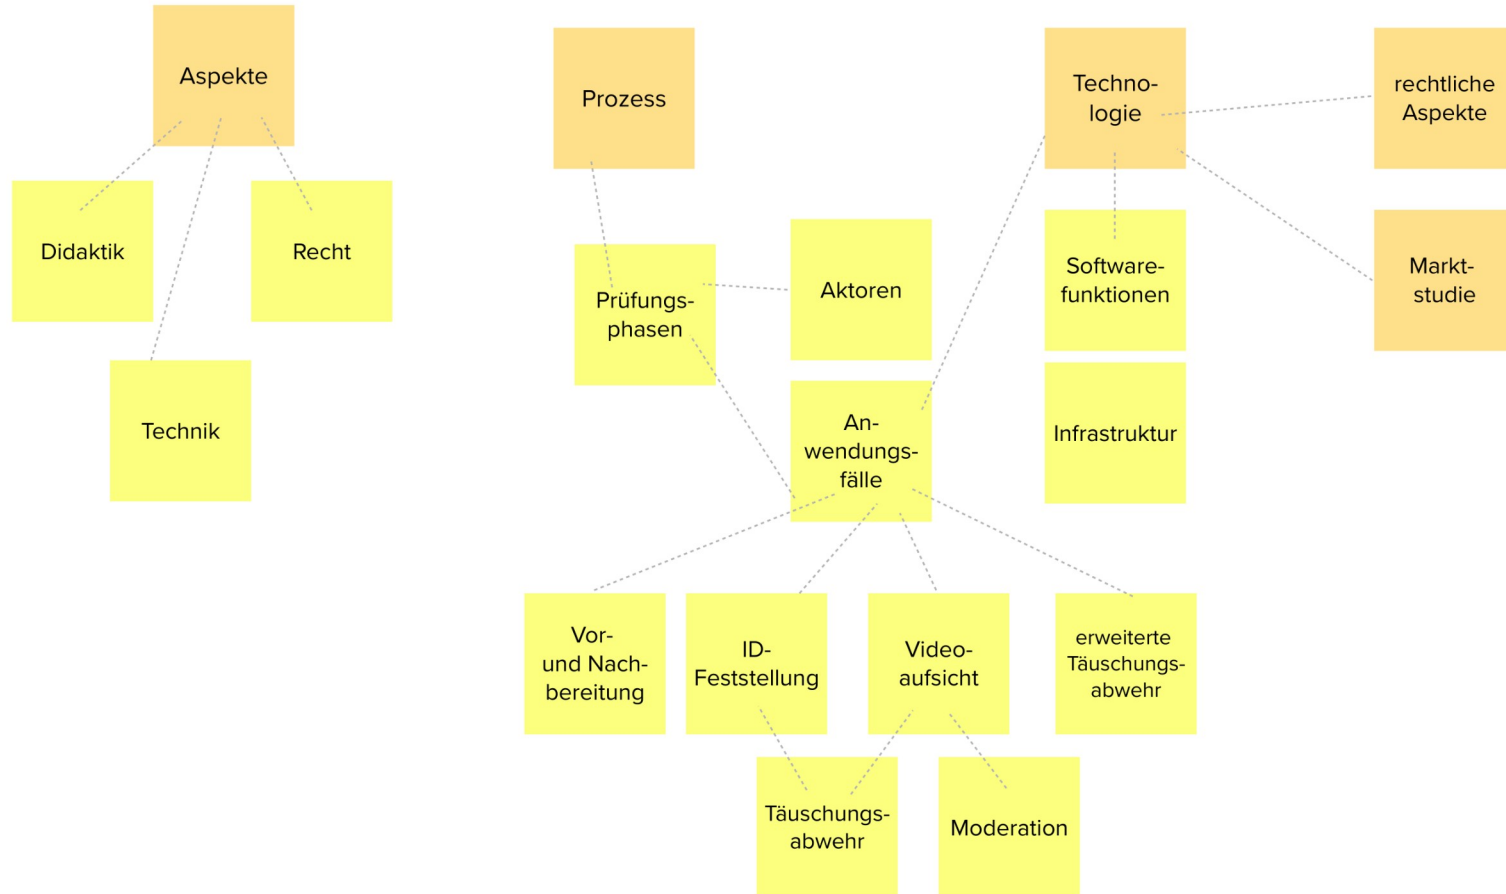 Aspekte
Didaktik
Recht
Technik
Prozess
Prüfungs-
phasen
Aktoren
An-
wendungs-
fälle
Vor-
und Nach-
bereitung
ID-
Feststellung
Video-
aufsicht
erweiterte
Täuschungs-
abwehr
Täuschungs-
abwehr
Moderation
Techno-
logie
Software-
funktionen
Infrastruktur
rechtliche
Aspekte
Markt-
studie